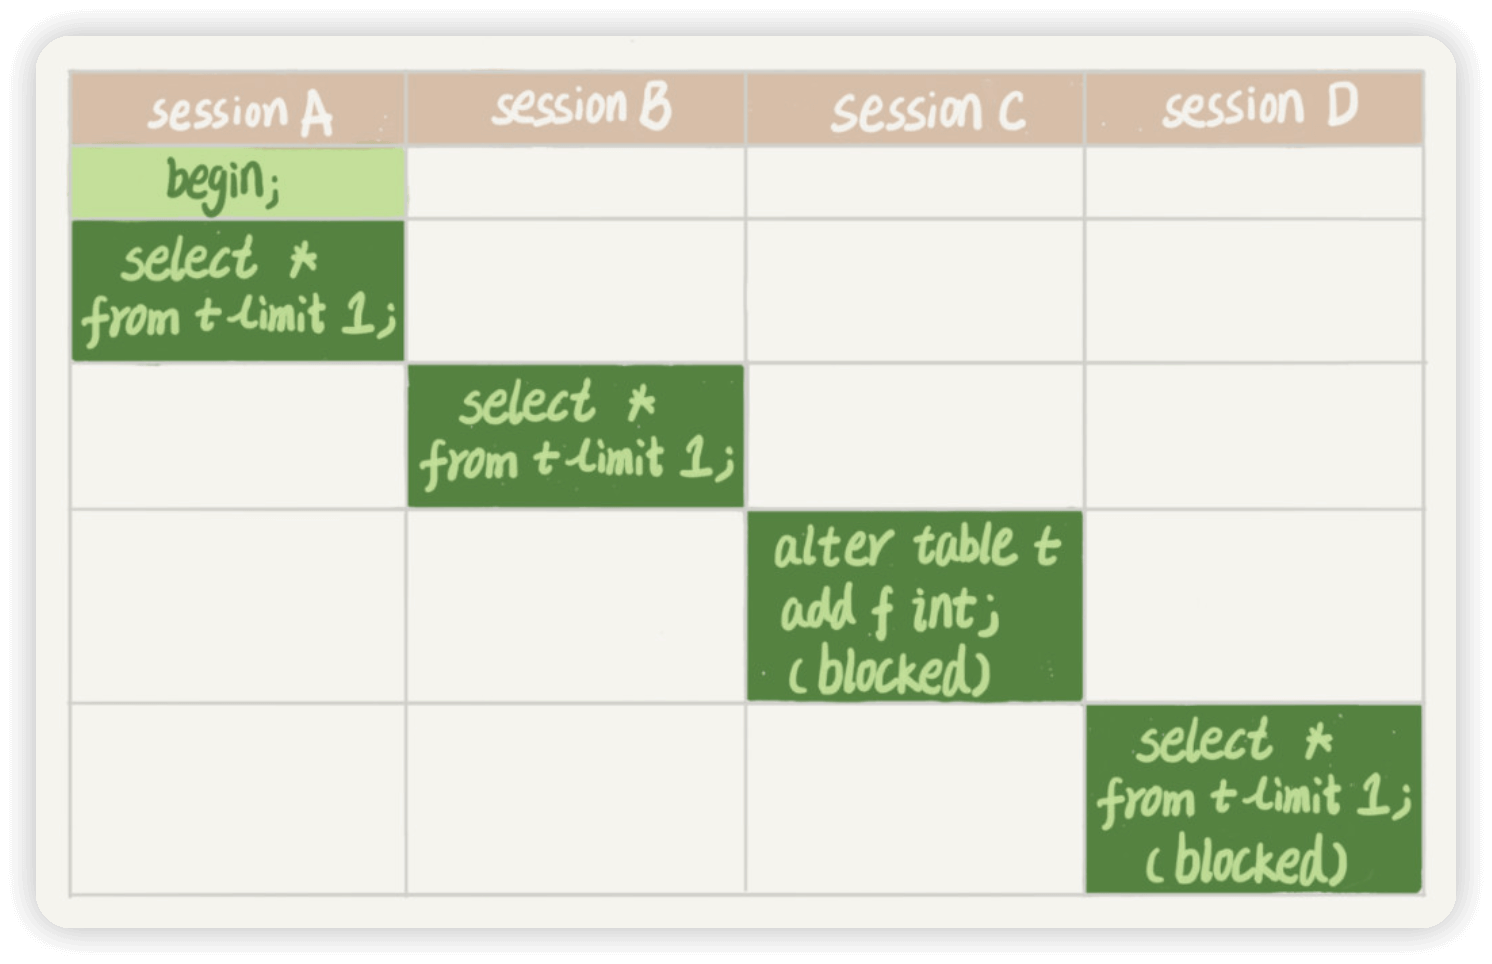 session A
session B
session C
session D
begin;
select *
from t limit 1;
select *
from t limit 1;
alter table t
add f int;
(blocked)
select *
from t limit 1;
(blocked)